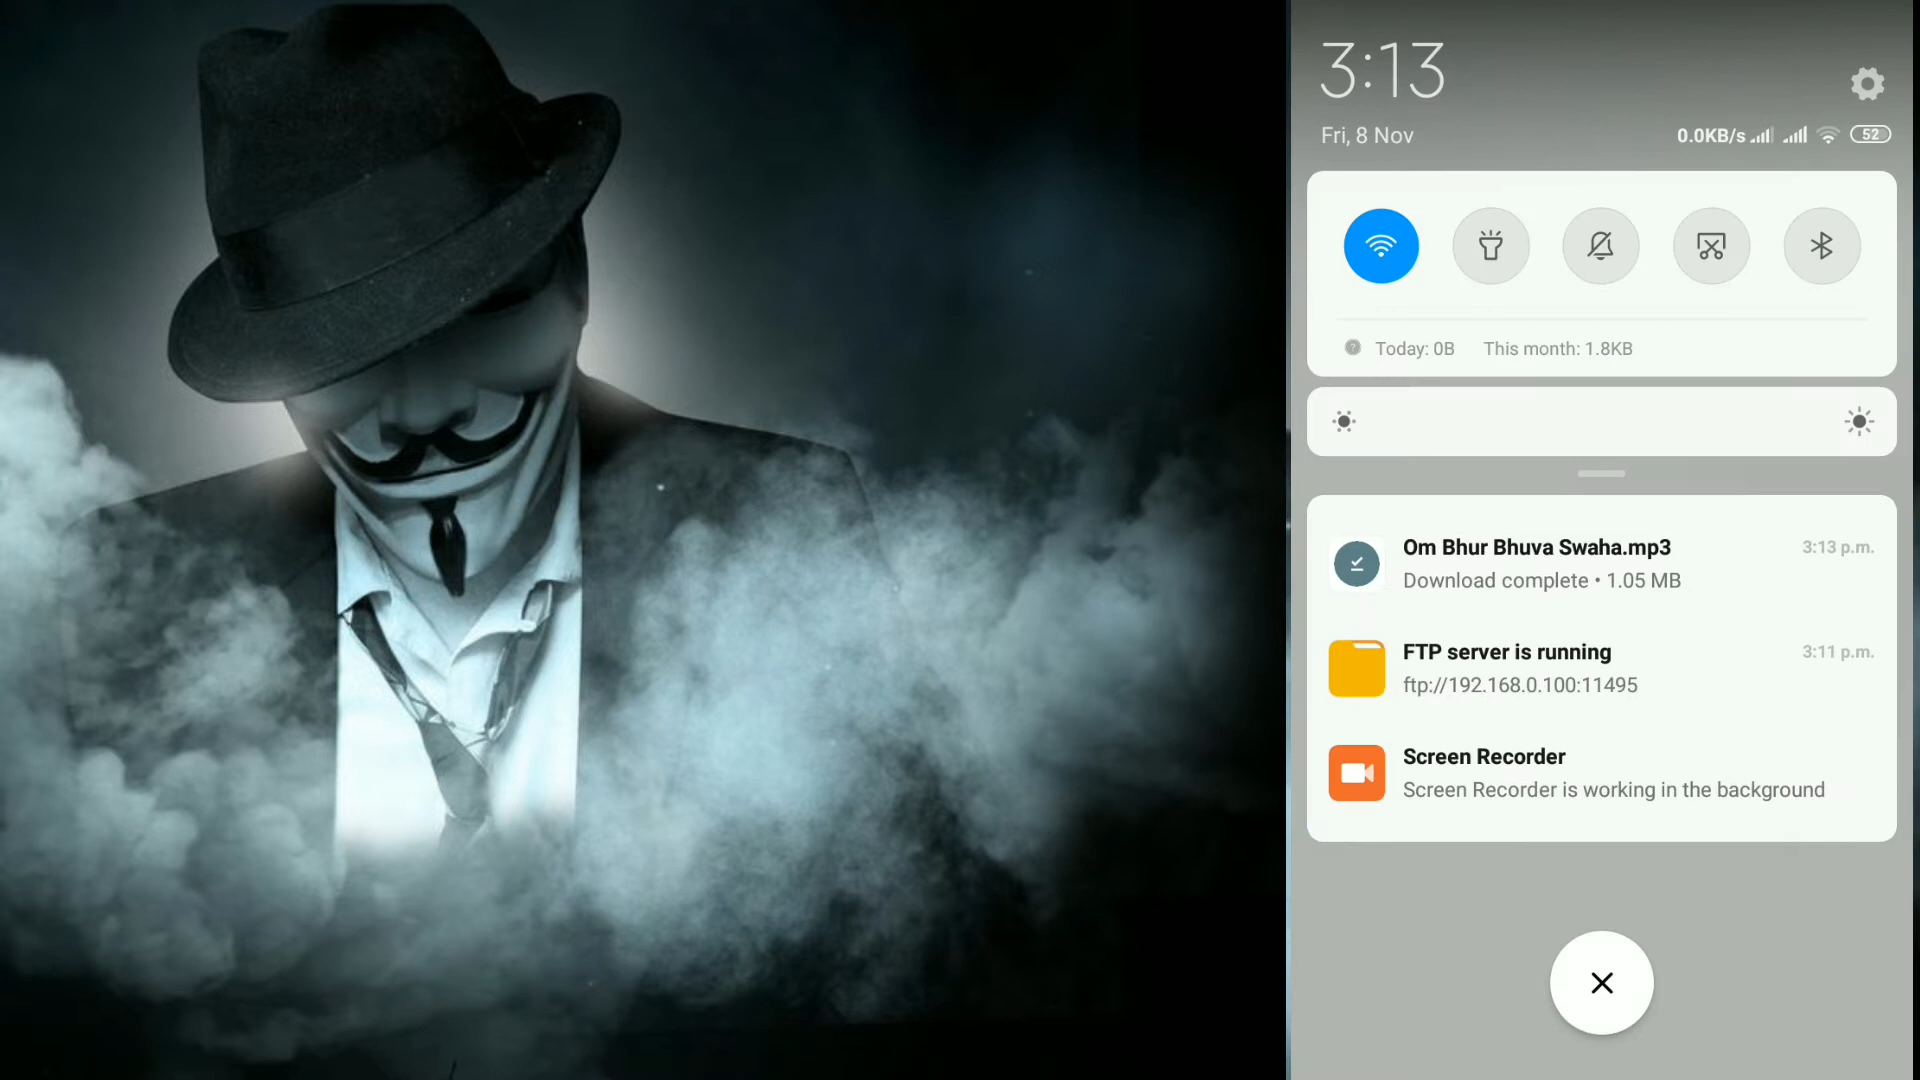 3:13
Fri, 8 Nov
0.0KB/s
52
Today: 0B This month: 1.8KB
Om Bhur Bhuva Swaha.mp3 3:13 p.m.
Download complete • 1.05 MB
FTP server is running 3:11 p.m.
ftp://192.168.0.100:11495
Screen Recorder
Screen Recorder is working in the background